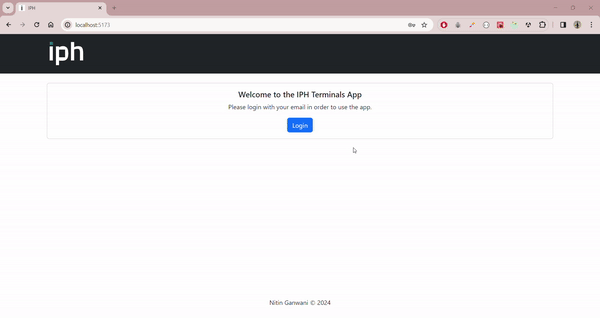 IPH
localhost:5173
iph
Welcome to the IPH Terminals App
Please login with your email in order to use the app.
Login
Nitin Ganwani © 2024